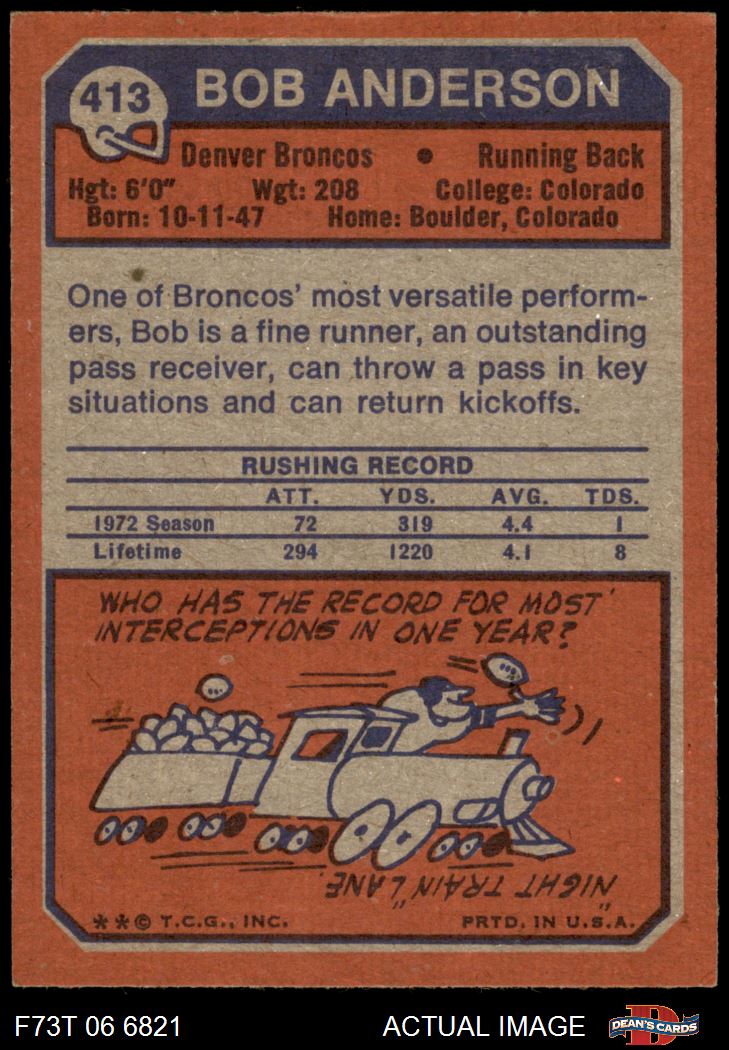 413
BOB ANDERSON
Denver Broncos • Running Back
Hgt: 6'0" Wgt: 208 College: Colorado
Born: 10-11-47 Home: Boulder, Colorado
One of Broncos' most versatile perform-
ers, Bob is a fine runner, an outstanding
pass receiver, can throw a pass in key
situations and can return kickoffs.
RUSHING RECORD
ATT. YDS. AVG. TDS.
1972 Season 72 319 4.4 1
Lifetime 294 1220 4.1 8
WHO HAS THE RECORD FOR MOST
INTERCEPTIONS IN ONE YEAR?
"NIGHT TRAIN" LANE.
**© T.C.G., INC. PRTD. IN U.S.A.
F73T 06 6821 ACTUAL IMAGE DEAN'S CARDS